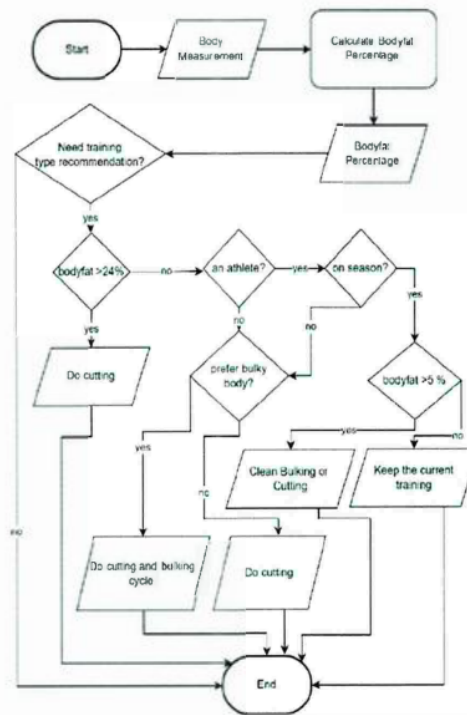 Start
Body
Measurement
Calculate Bodyfat
Percentage
Need training
type recommendation?
Bodyfat
Percentage
yes
bodyfat >24%
no
an athlete?
yes
on season?
yes
no
no
yes
Do cutting
prefer bulky
body?
bodyfat >5 %
yes
yes
no
Clean Bulking or
Cutting
Keep the current
training
no
no
Do cutting and bulking
cycle
Do cutting
End